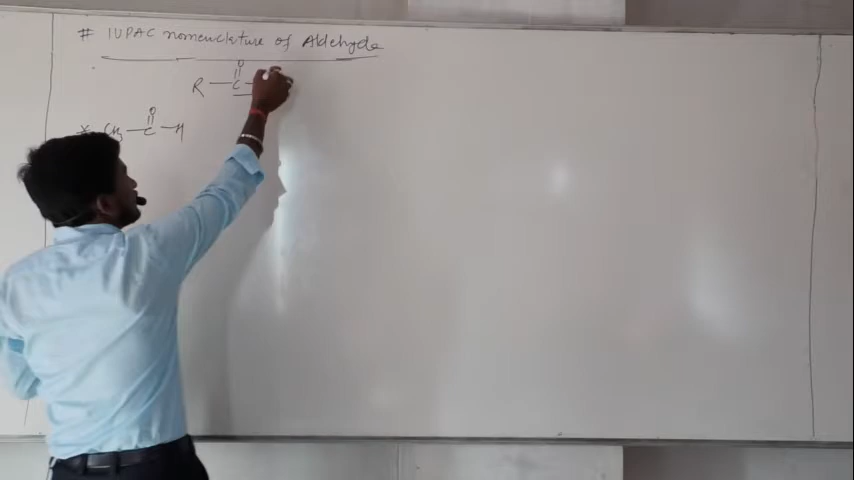 # IUPAC nomenclature of Aldehyde
O
R — C —
O
* CH3 — C — H